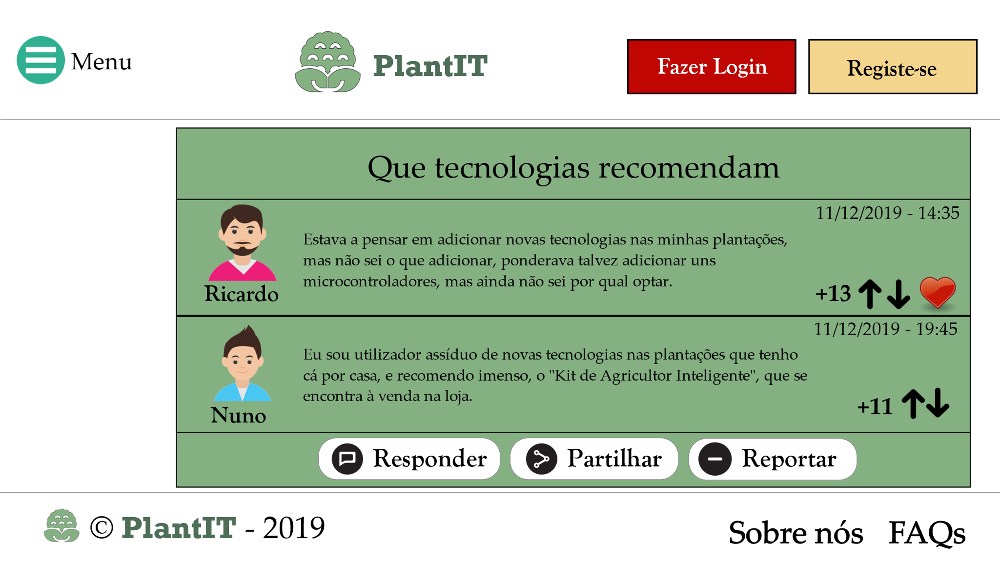 Menu
PlantIT
Fazer Login
Registe-se
Que tecnologias recomendam
11/12/2019 - 14:35
Estava a pensar em adicionar novas tecnologias nas minhas plantações,
mas não sei o que adicionar, ponderava talvez adicionar uns
microcontroladores, mas ainda não sei por qual optar.
Ricardo
+13
11/12/2019 - 19:45
Eu sou utilizador assíduo de novas tecnologias nas plantações que tenho
cá por casa, e recomendo imenso, o "Kit de Agricultor Inteligente", que se
encontra à venda na loja.
Nuno
+11
Responder
Partilhar
Reportar
© PlantIT - 2019
Sobre nós
FAQs